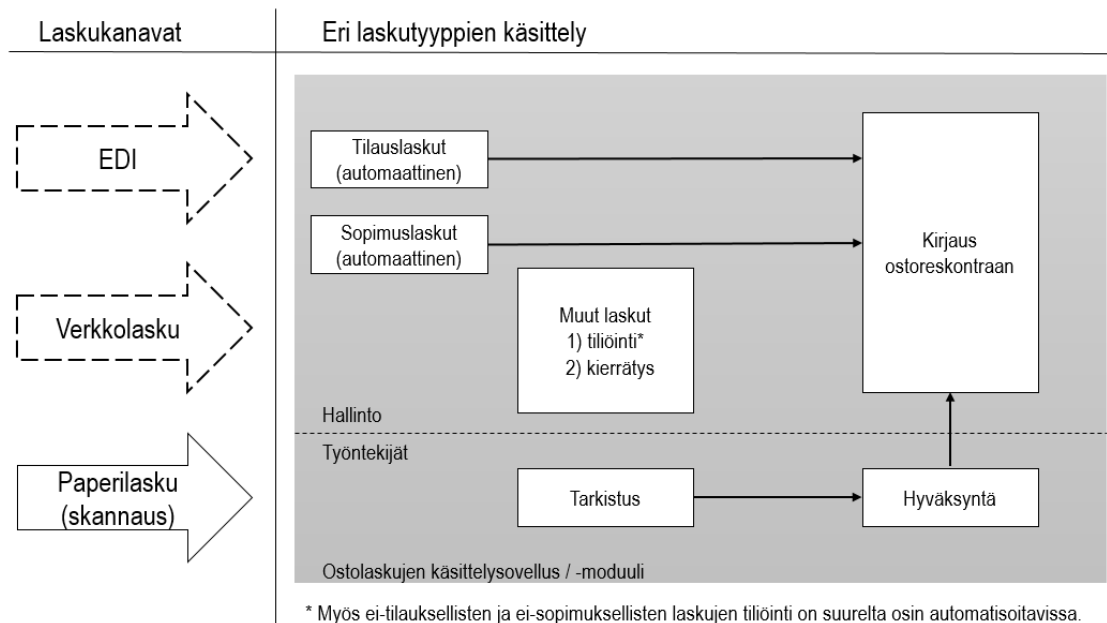 Laskukanavat
Eri laskutyyppien käsittely
EDI
Verkkolasku
Paperilasku
(skannaus)
Tilauslaskut
(automaattinen)
Sopimuslaskut
(automaattinen)
Muut laskut
1) tiliöinti*
2) kierrätys
Kirjaus
ostoreskontraan
Hallinto
Työntekijät
Tarkistus
Hyväksyntä
Ostolaskujen käsittelysovellus / -moduuli
* Myös ei-tilauksellisten ja ei-sopimuksellisten laskujen tiliöinti on suurelta osin automatisoitavissa.